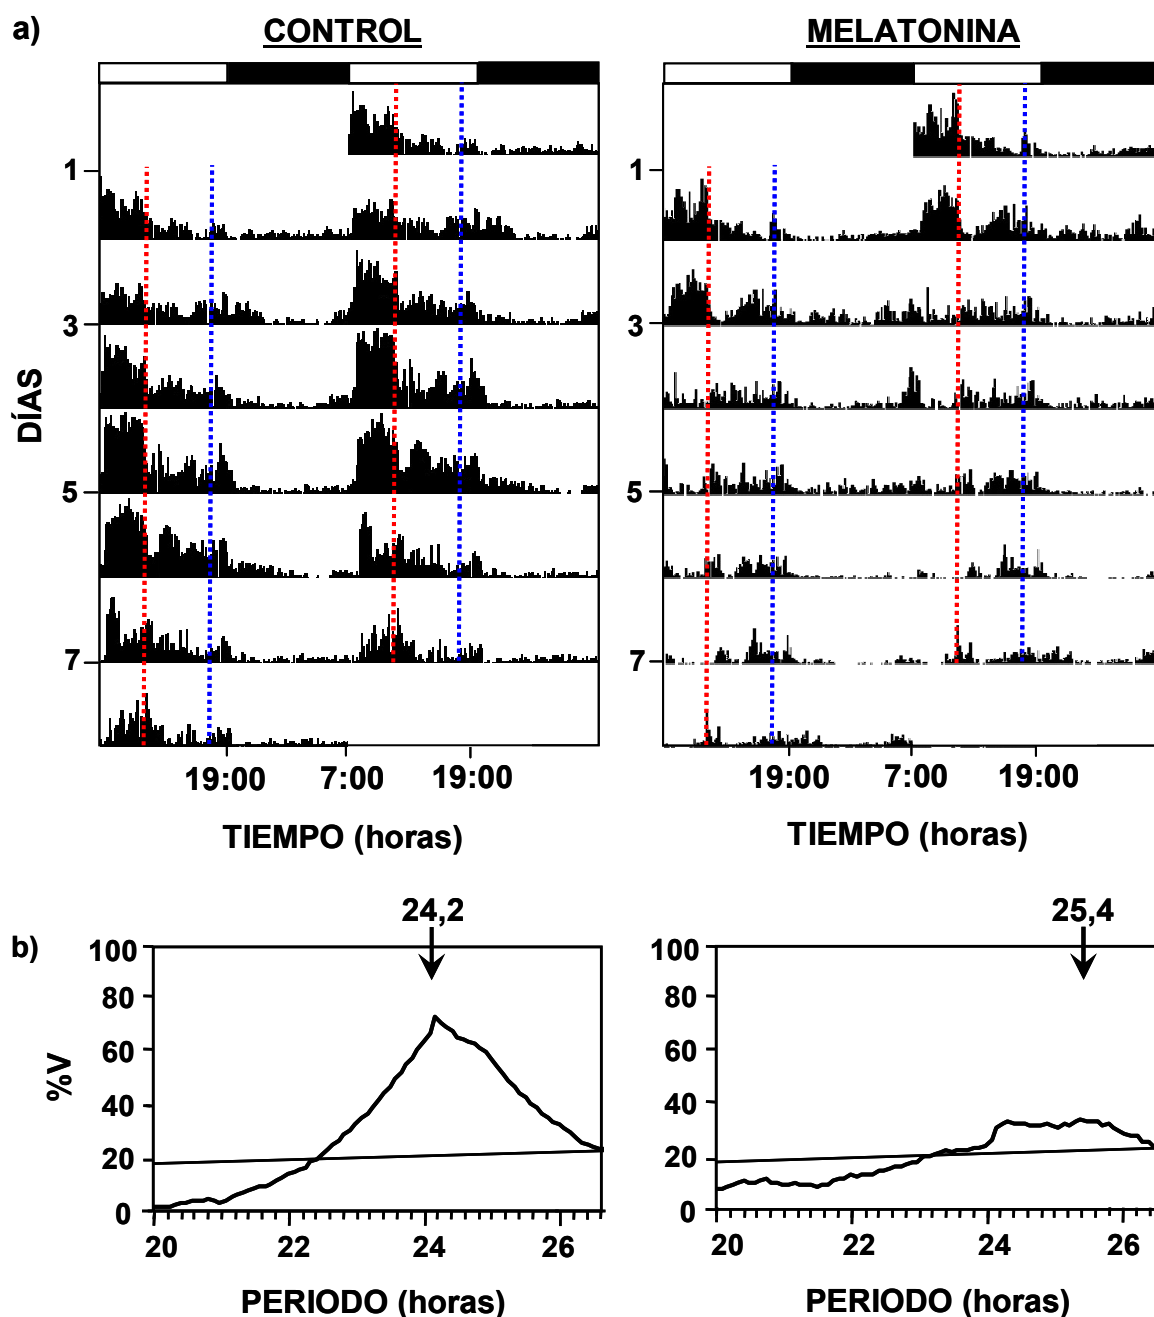 a)
CONTROL
MELATONINA
1
3
5
7
DÍAS
19:00 7:00 19:00
TIEMPO (horas)
1
3
5
7
19:00 7:00 19:00
TIEMPO (horas)
b)
24,2
100
80
60
40
20
0
%V
20 22 24 26
PERIODO (horas)
25,4
100
80
60
40
20
0
20 22 24 26
PERIODO (horas)